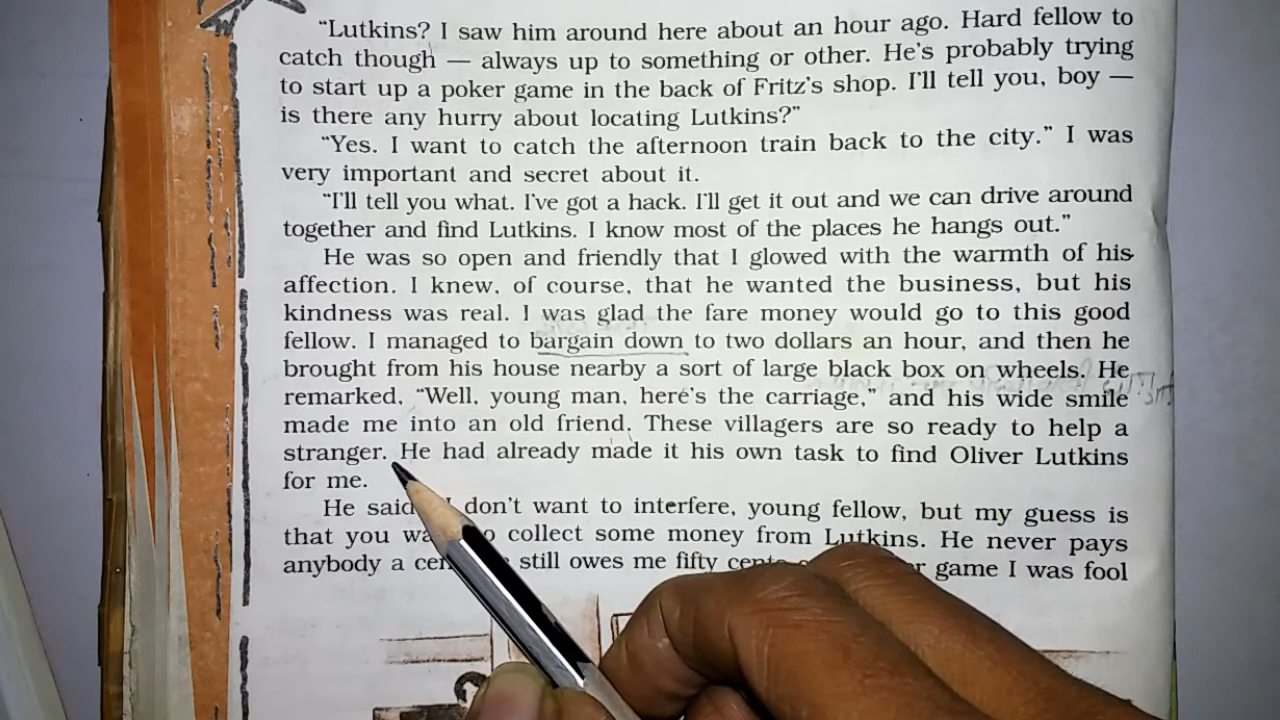 “Lutkins? I saw him around here about an hour ago. Hard fellow to
catch though — always up to something or other. He’s probably trying
to start up a poker game in the back of Fritz’s shop. I’ll tell you, boy —
is there any hurry about locating Lutkins?”
“Yes. I want to catch the afternoon train back to the city.” I was
very important and secret about it.
“I’ll tell you what. I’ve got a hack. I’ll get it out and we can drive around
together and find Lutkins. I know most of the places he hangs out.”
He was so open and friendly that I glowed with the warmth of his
affection. I knew, of course, that he wanted the business, but his
kindness was real. I was glad the fare money would go to this good
fellow. I managed to bargain down to two dollars an hour, and then he
brought from his house nearby a sort of large black box on wheels. He
remarked, “Well, young man, here’s the carriage,” and his wide smile
made me into an old friend. These villagers are so ready to help a
stranger. He had already made it his own task to find Oliver Lutkins
for me.
He said don’t want to interfere, young fellow, but my guess is
that you collect some money from Lutkins. He never pays
anybody a still owes me fifty game I was fool